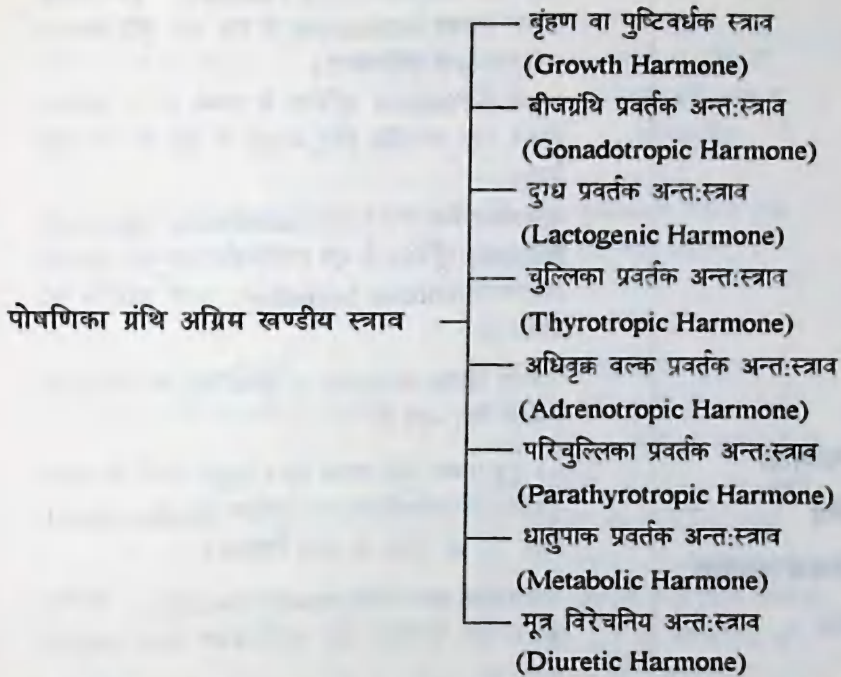 बृंहण वा पुष्टिवर्धक स्त्राव
(Growth Harmone)
बीजग्रंथि प्रवर्तक अन्त:स्त्राव
(Gonadotropic Harmone)
दुग्ध प्रवर्तक अन्त:स्त्राव
(Lactogenic Harmone)
चुल्लिका प्रवर्तक अन्त:स्त्राव
पोषणिका ग्रंथि अग्रिम खण्डीय स्त्राव
(Thyrotropic Harmone)
अधिवृक्क वल्क प्रवर्तक अन्त:स्त्राव
(Adrenotropic Harmone)
परिचुल्लिका प्रवर्तक अन्त:स्त्राव
(Parathyrotropic Harmone)
धातुपाक प्रवर्तक अन्त:स्त्राव
(Metabolic Harmone)
मूत्र विरेचनिय अन्त:स्त्राव
(Diuretic Harmone)